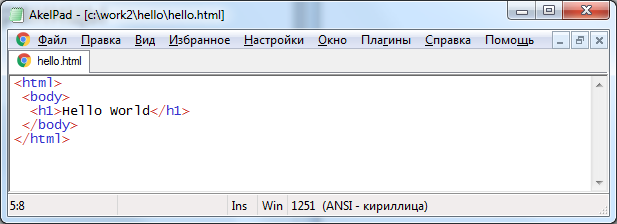 AkelPad - [c:\work2\hello\hello.html]
Файл Правка Вид Избранное Настройки Окно Плагины Справка Помощь
hello.html
<html>
<body>
<h1>Hello World</h1>
</body>
</html>
5:8 Ins Win 1251 (ANSI - кириллица)